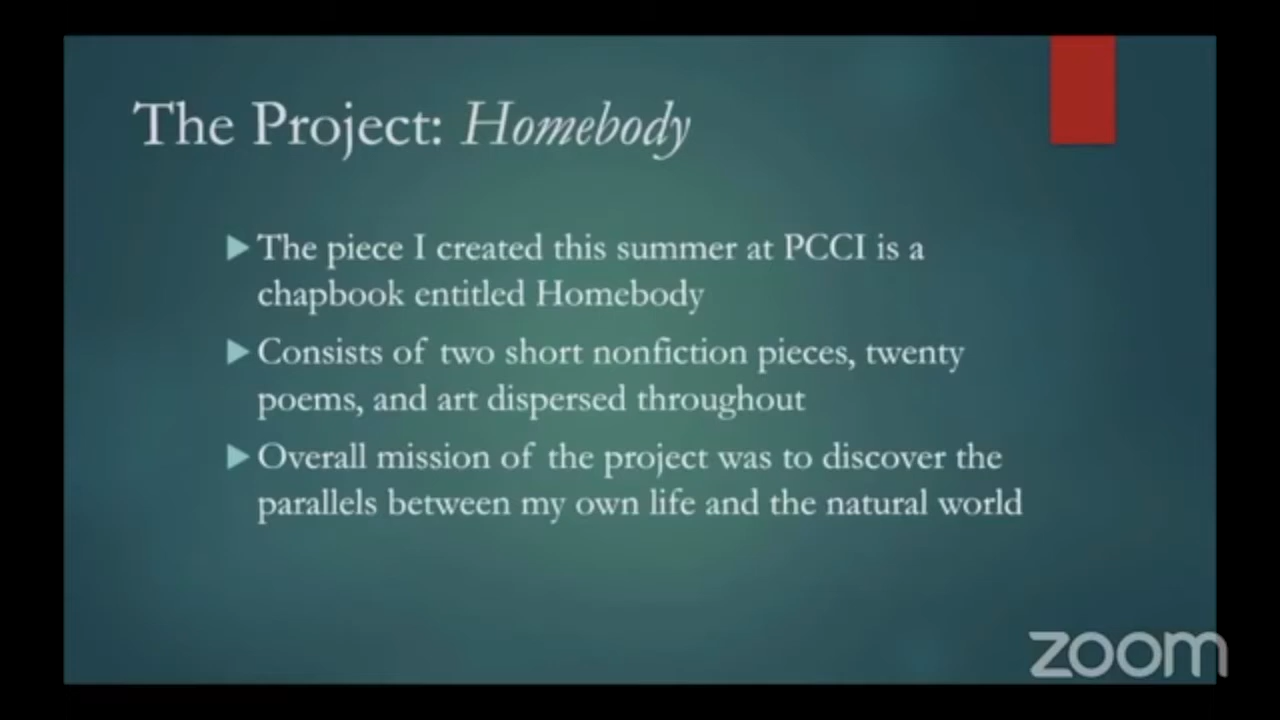 The Project: Homebody
The piece I created this summer at PCCI is a
chapbook entitled Homebody
Consists of two short nonfiction pieces, twenty
poems, and art dispersed throughout
Overall mission of the project was to discover the
parallels between my own life and the natural world
zoom